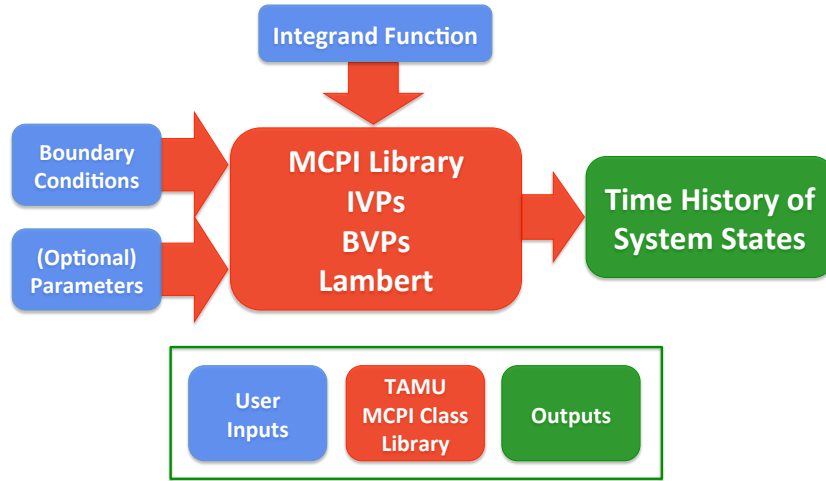 Integrand Function
Boundary
Conditions
(Optional)
Parameters
MCPI Library
IVPs
BVPs
Lambert
Time History of
System States
User
Inputs
TAMU
MCPI Class
Library
Outputs